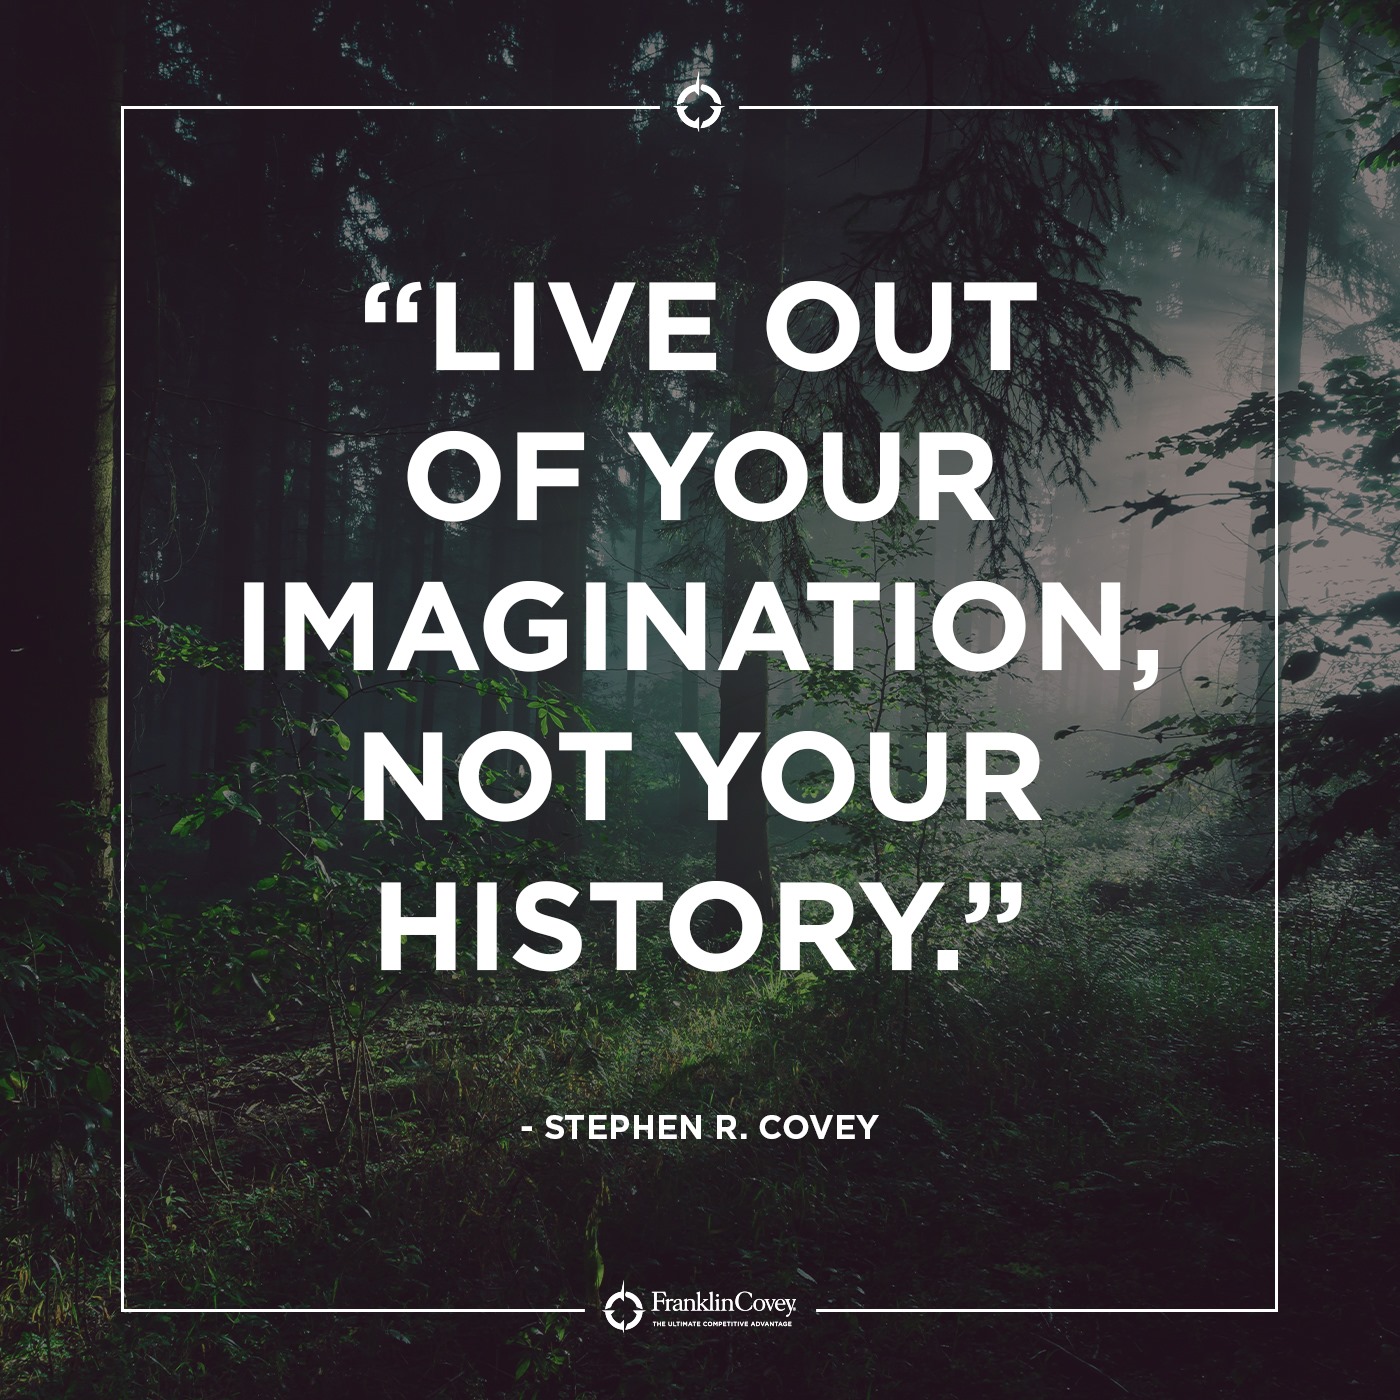 “LIVE OUT
OF YOUR
IMAGINATION,
NOT YOUR
HISTORY.”
- STEPHEN R. COVEY
FranklinCovey
THE ULTIMATE COMPETITIVE ADVANTAGE